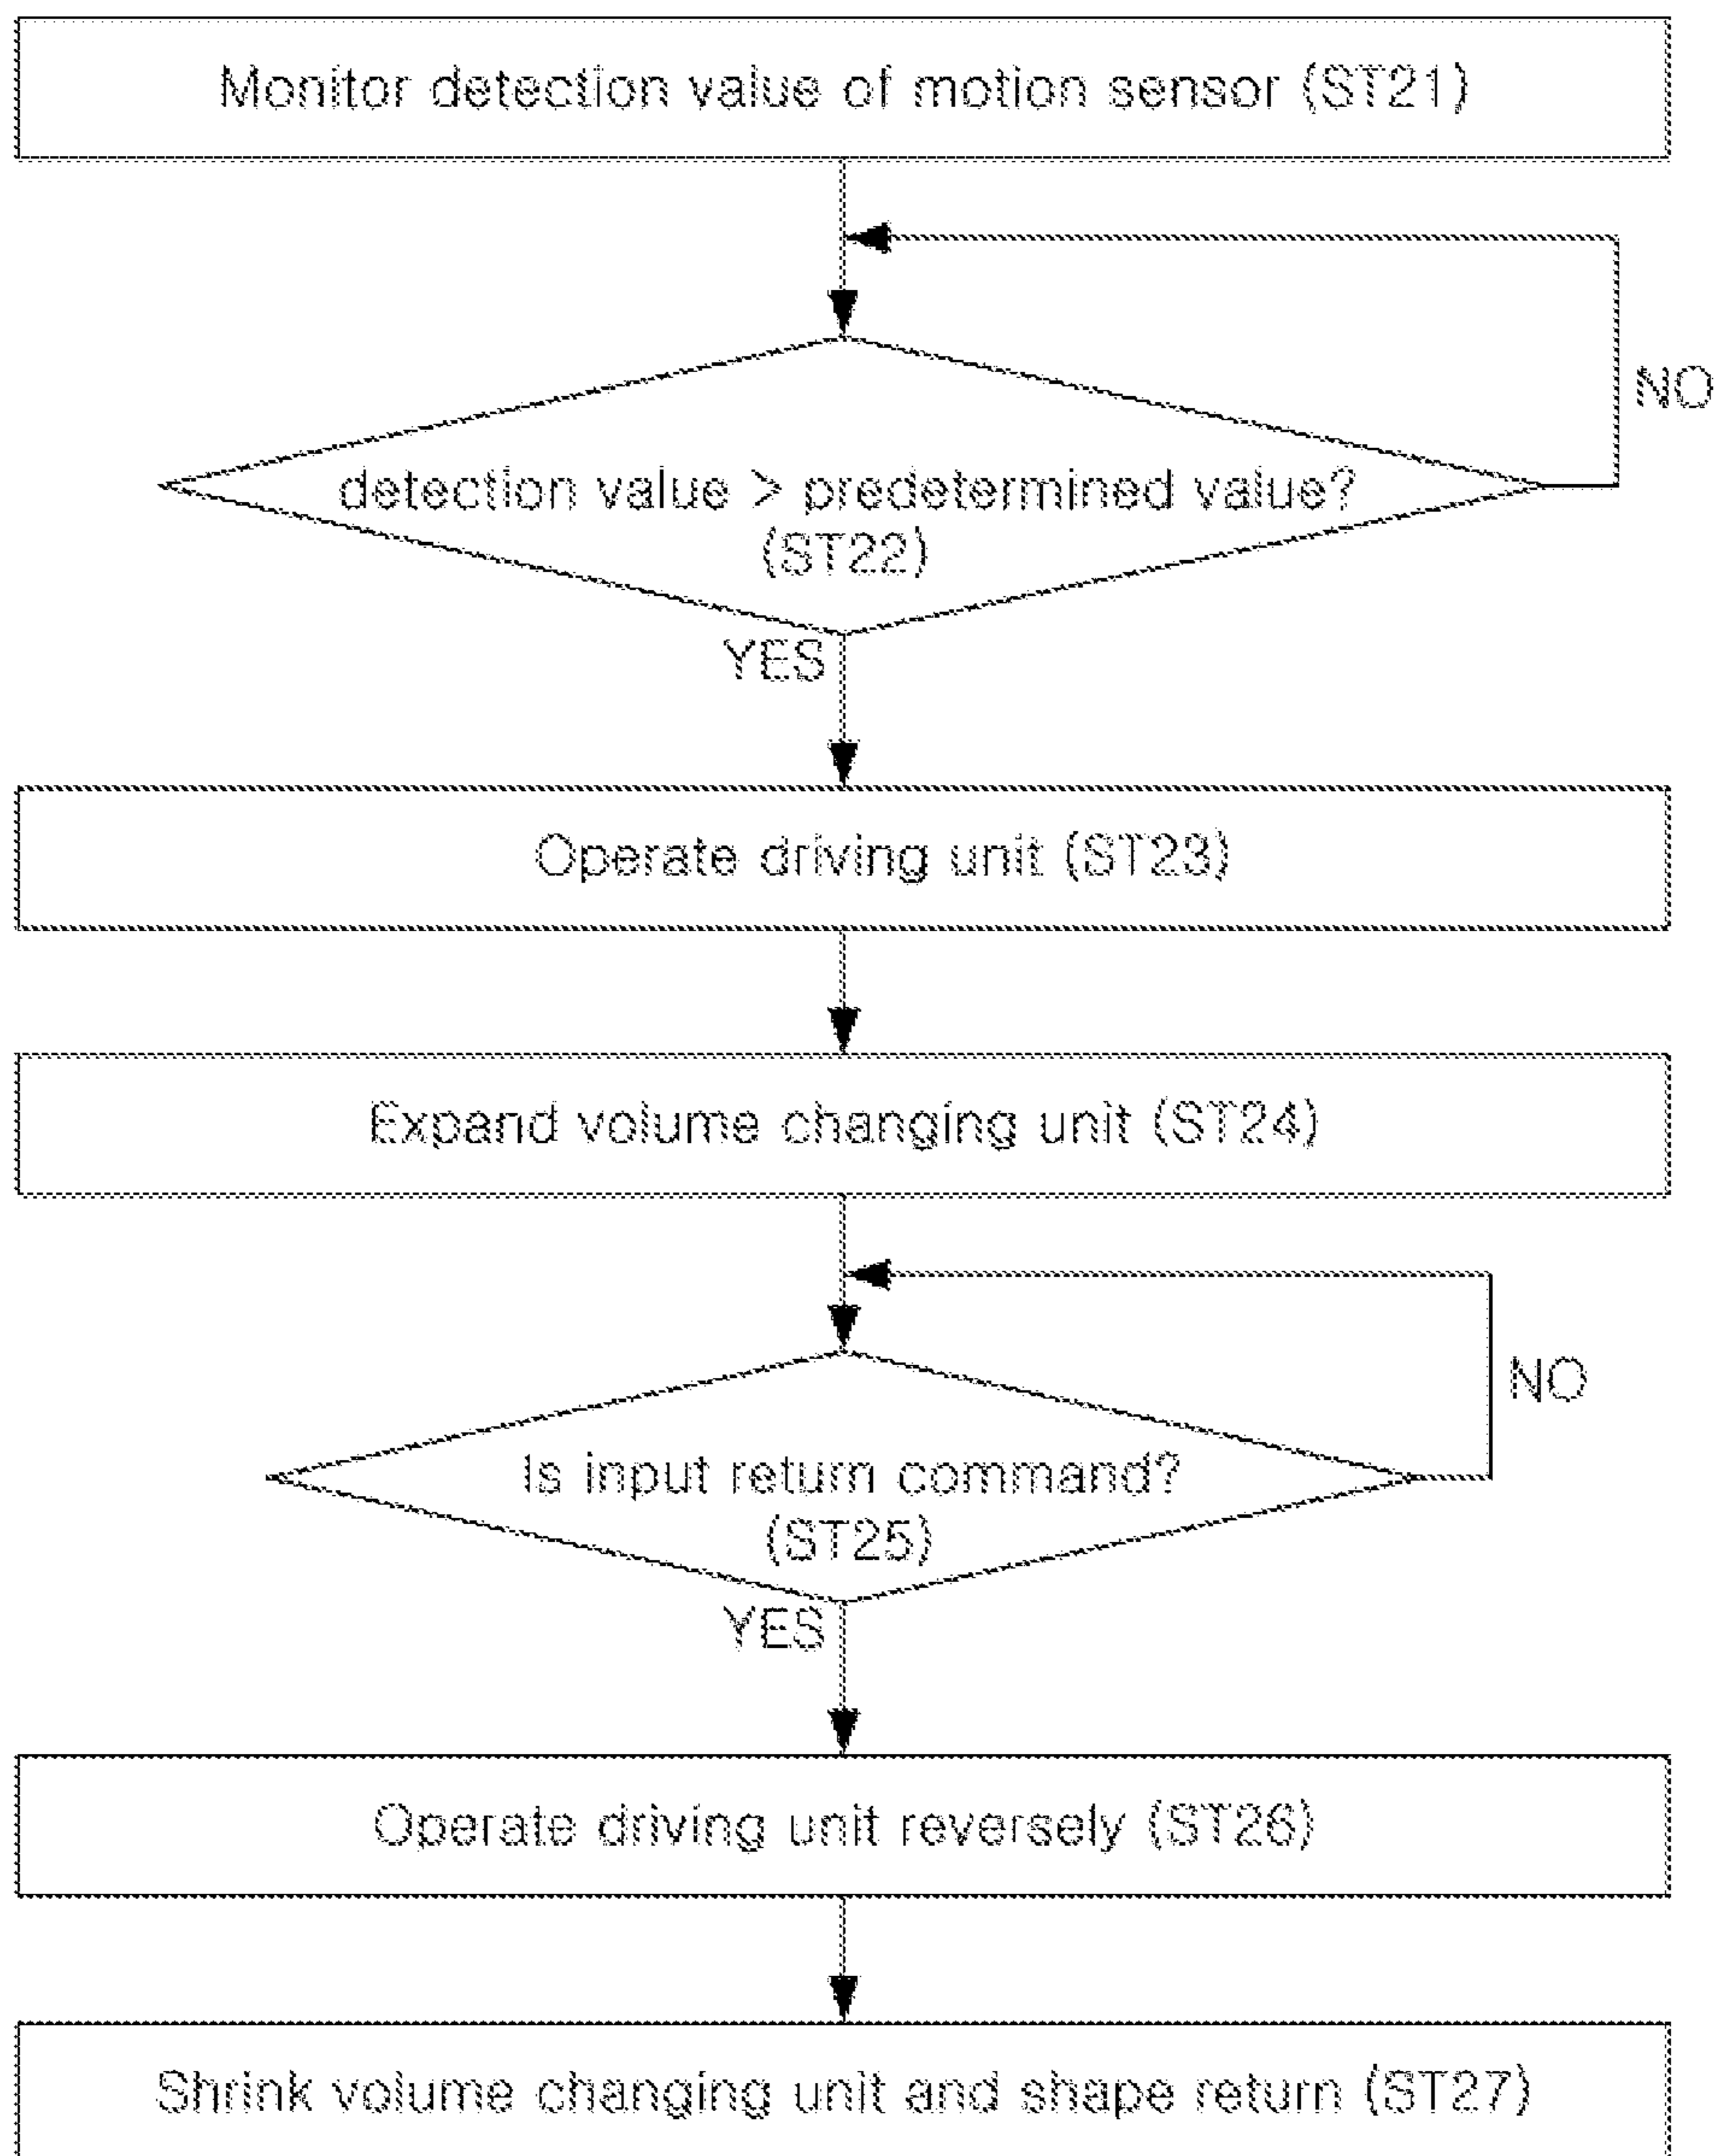 Monitor detection value of motion sensor (ST21)
NO
detection value > predetermined value?
(ST22)
YES
Operate driving unit (ST23)
Expand volume changing unit (ST24)
NO
Is input return command?
(ST25)
YES
Operate driving unit reversely (ST26)
Shrink volume changing unit and shape return (ST27)